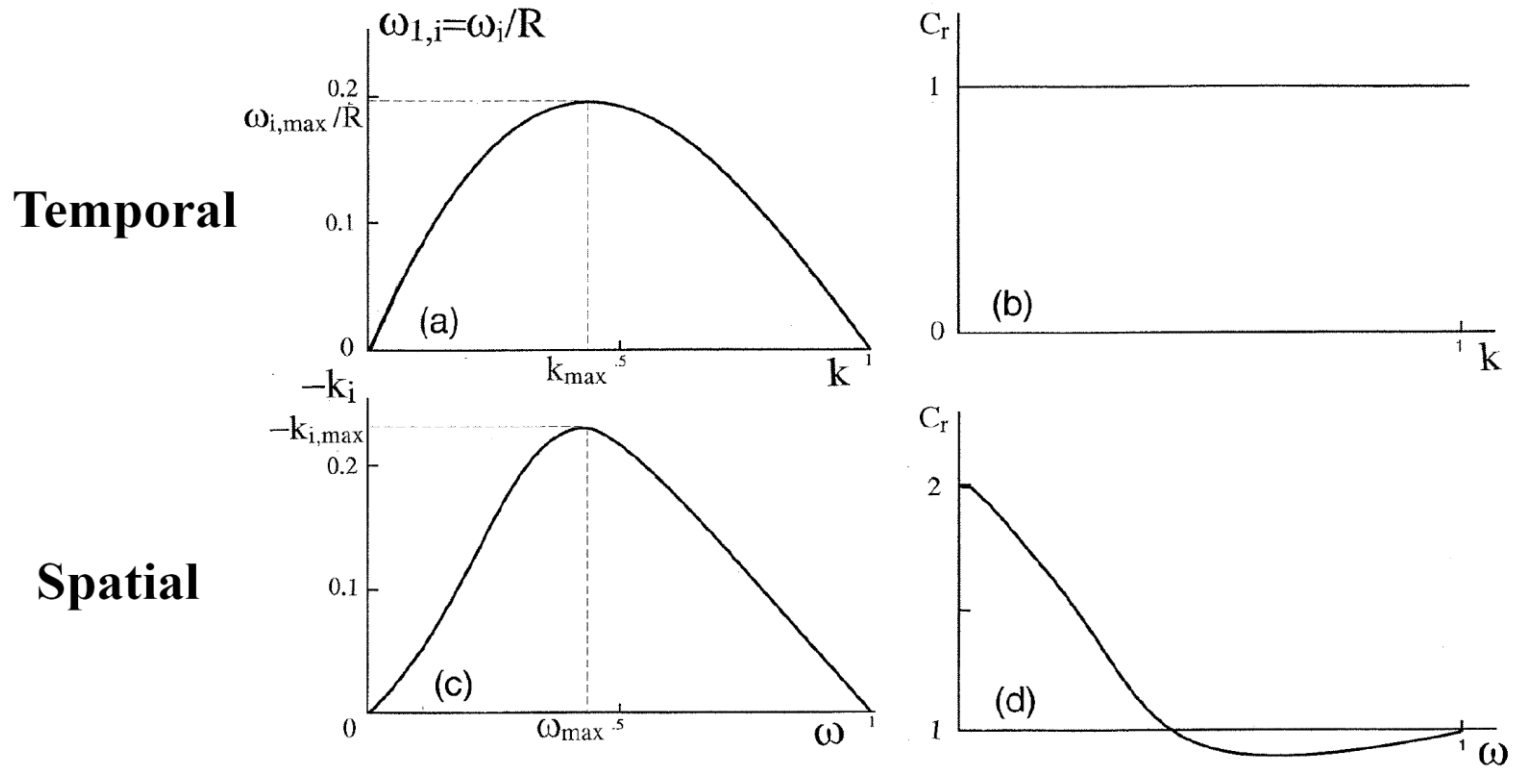 Temporal
ω1,i=ωi/R
0.2
ωi,max/R
0.1
0
(a)
kmax
.5
k
1
Cr
1
0
(b)
1
k
Spatial
−ki
−ki,max
0.2
0.1
0
(c)
ωmax
.5
ω
1
Cr
2
1
(d)
1
ω